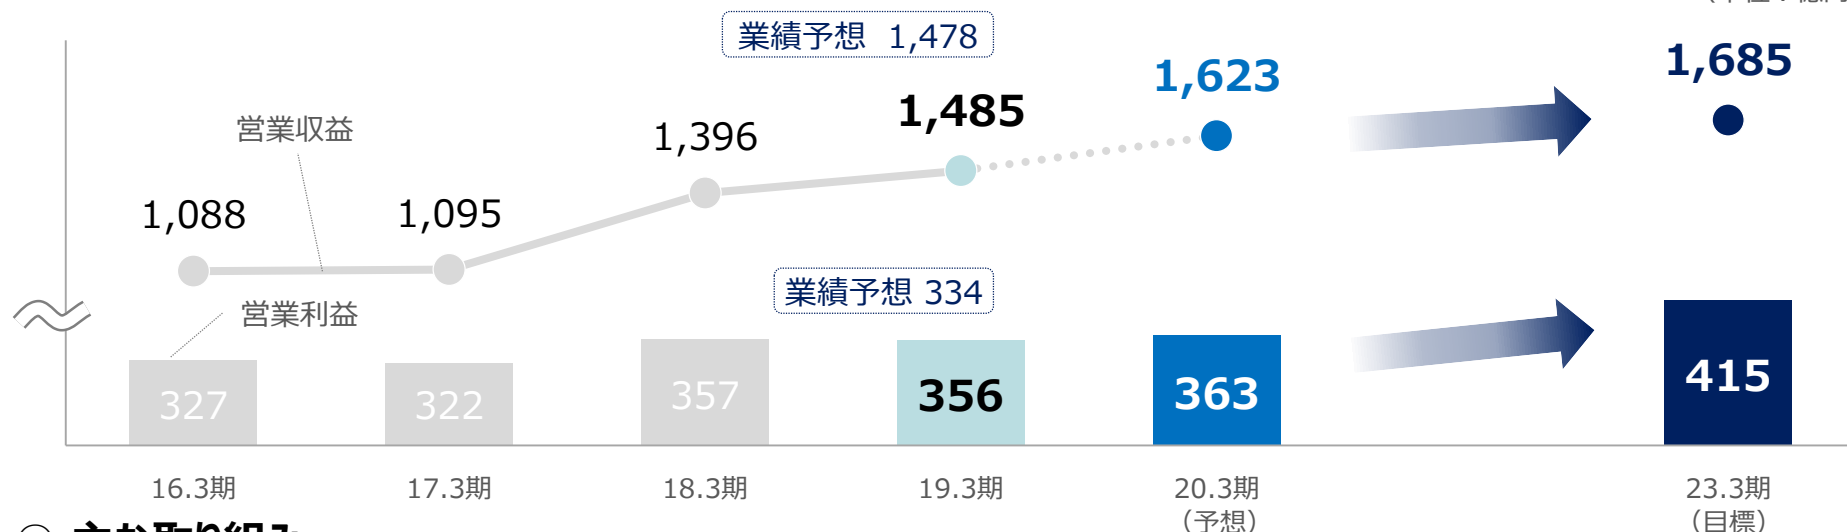 業績予想 1,478
1,685
1,623
1,485
営業収益
1,396
1,088
1,095
業績予想 334
営業利益
327
322
357
356
363
415
16.3期
17.3期
18.3期
19.3期
20.3期
(予想)
23.3期
(目標)